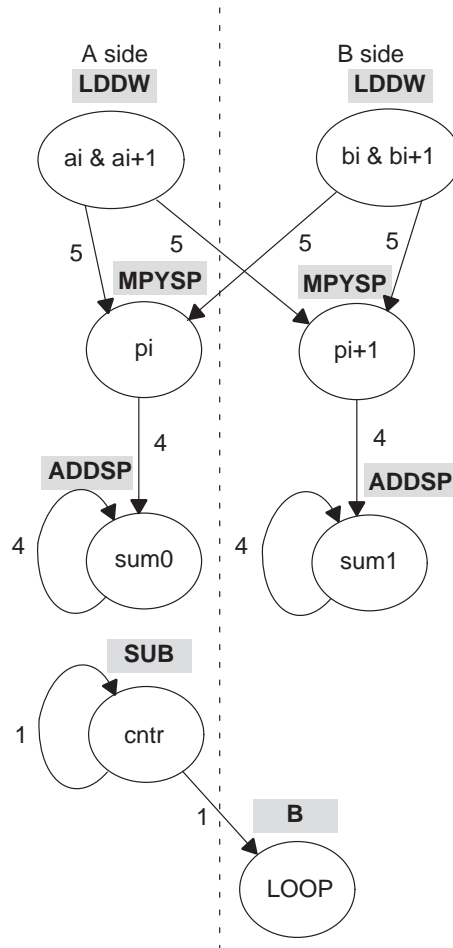 A side B side
LDDW LDDW
ai & ai+1 bi & bi+1
5 5 5 5
MPYSP MPYSP
pi pi+1
4 4
ADDSP ADDSP
4 sum0 4 sum1
SUB
1 cntr
1 B
LOOP